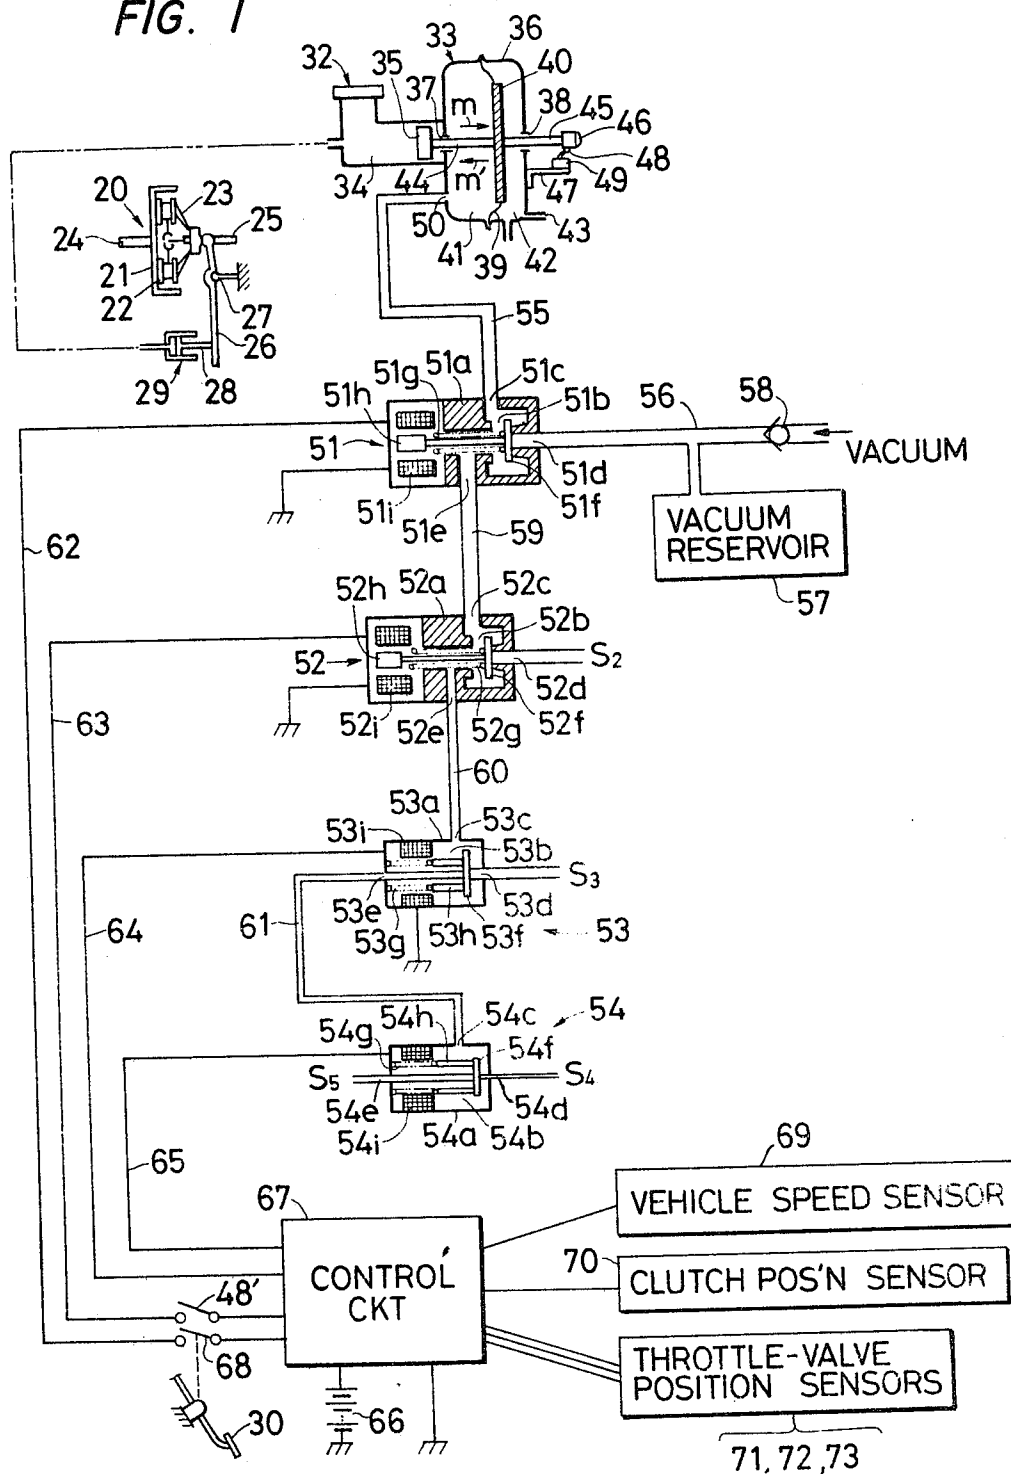 FIG. 1
36
33
40
32
35
37
38
45
46
m
m'
48
49
47
34
44
50
41
39
42
43
20
23
25
24
21
22
27
26
29
28
55
51a
51c
51g
51b
51h
56
58
51
VACUUM
51d
51i
51f
51e
59
VACUUM
RESERVOIR
57
62
52a
52c
52h
52b
52
S2
52d
52i
52e
52g
52f
63
60
53a
53c
53i
53b
S3
53e
53d
61
53g
53h
53f
53
64
54h
54c
54
54g
54f
S5
S4
54e
54d
54i
54a
54b
65
69
67
VEHICLE SPEED SENSOR
70
CONTROL
CKT
CLUTCH POS'N SENSOR
48'
68
THROTTLE-VALVE
POSITION SENSORS
30
66
71, 72, 73